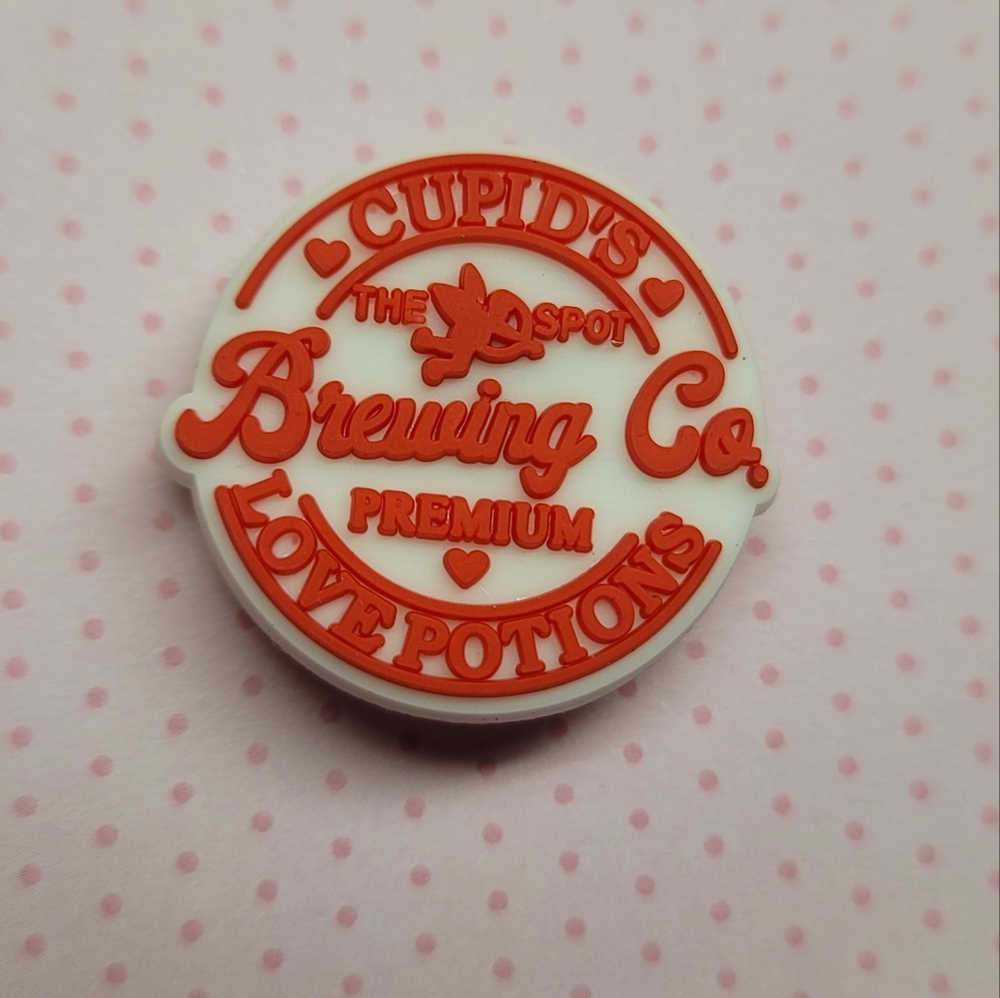 CUPID'S
THE SPOT
Brewing Co.
PREMIUM
LOVE POTIONS